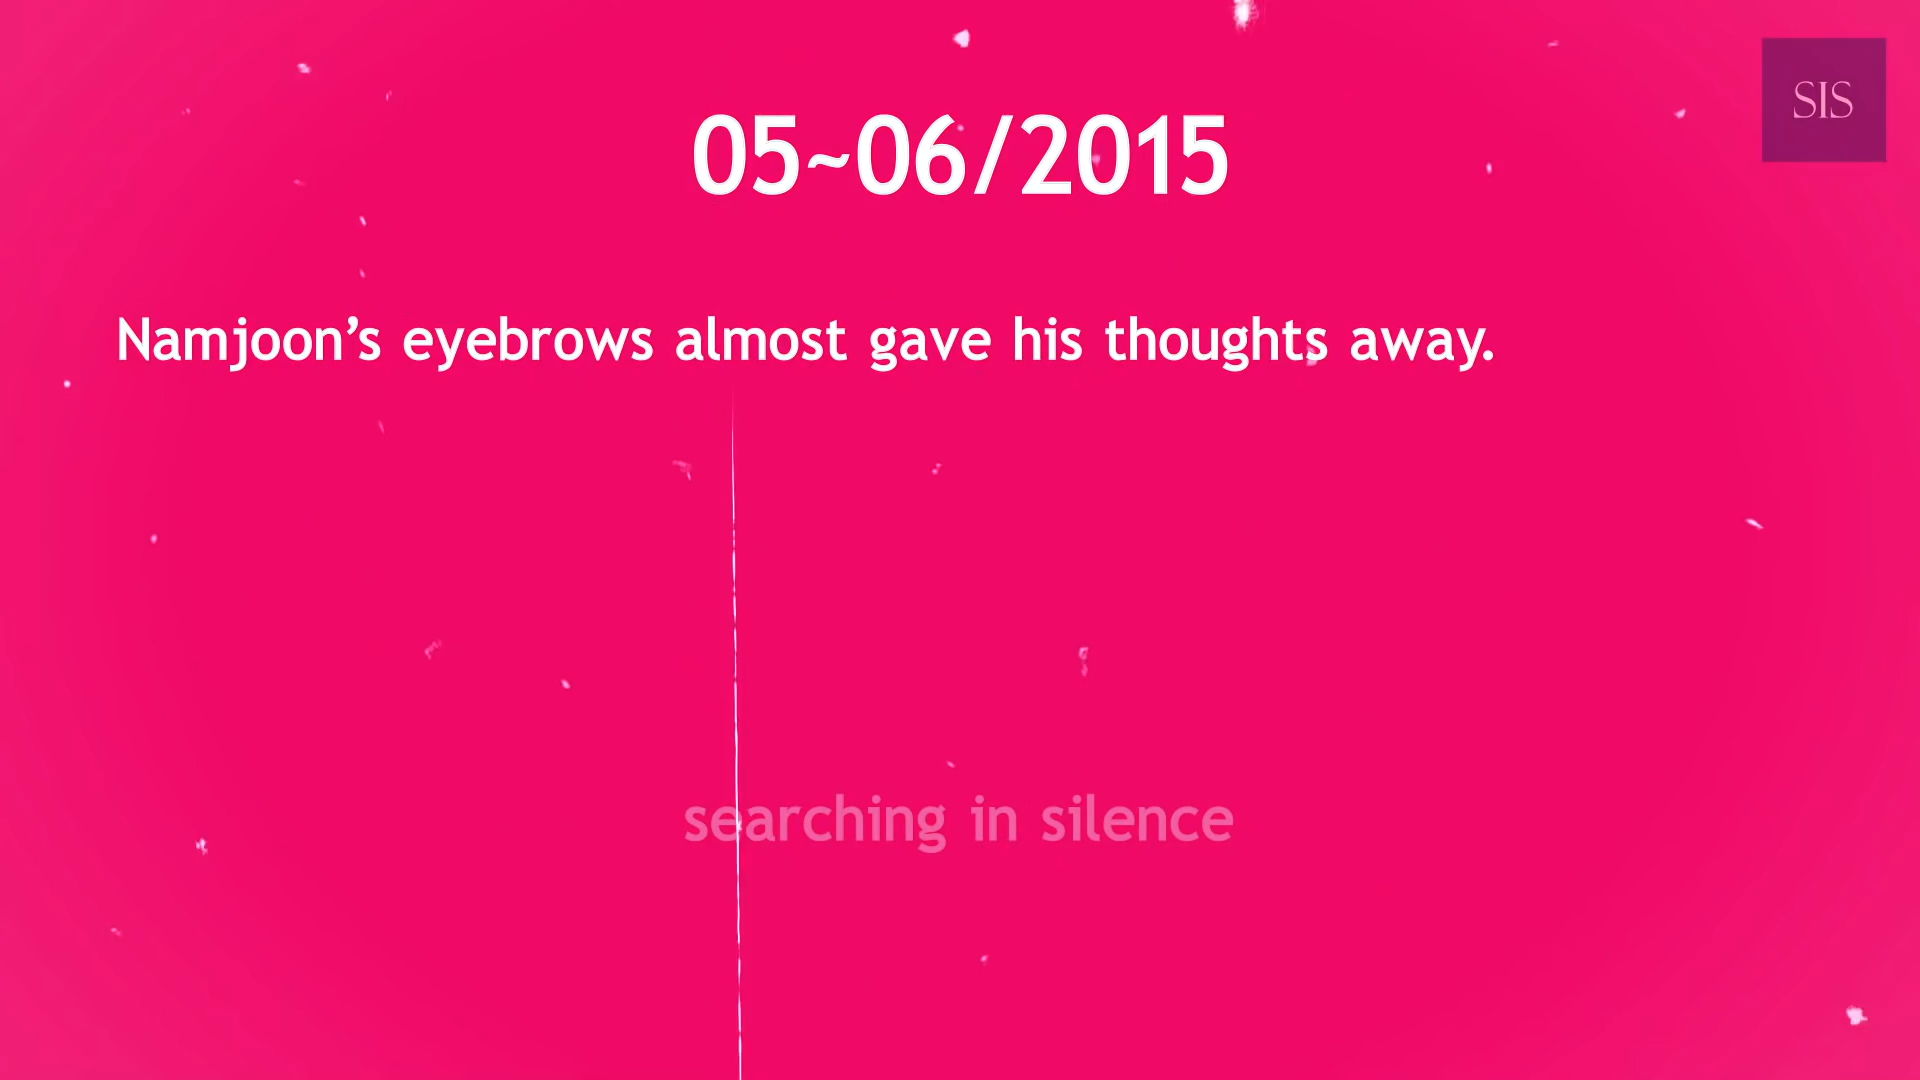 SIS
05~06/2015
Namjoon’s eyebrows almost gave his thoughts away.
searching in silence